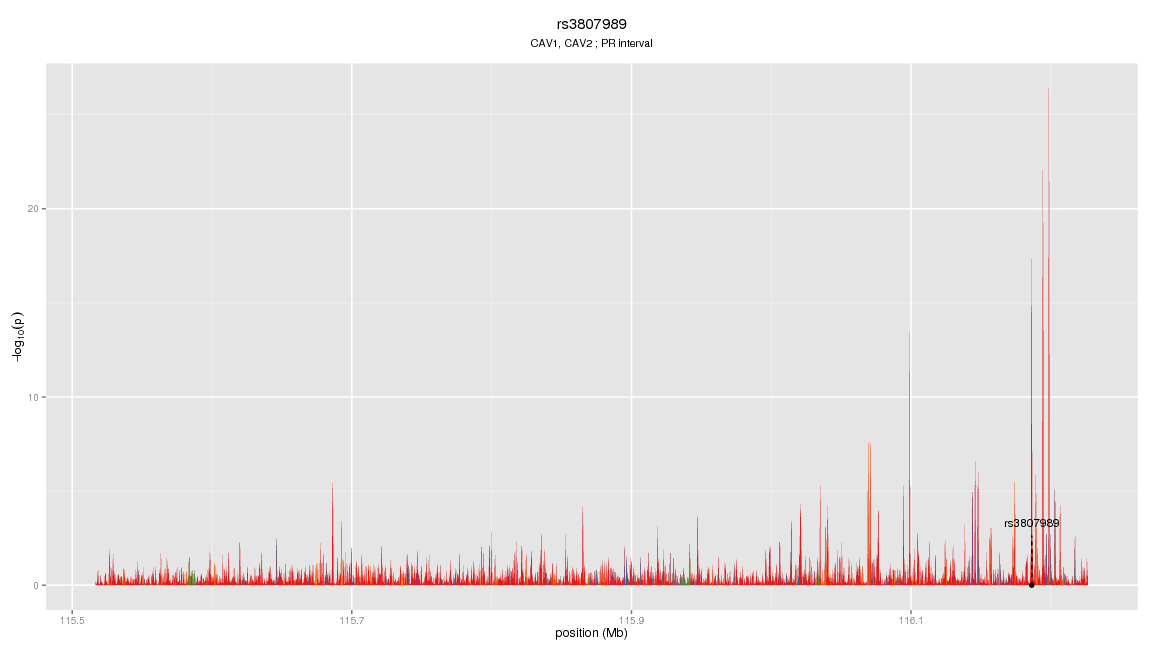 rs3807989
CAV1, CAV2 ; PR interval
−log10(p)
20
10
0
rs3807989
115.5 115.7 115.9 116.1
position (Mb)